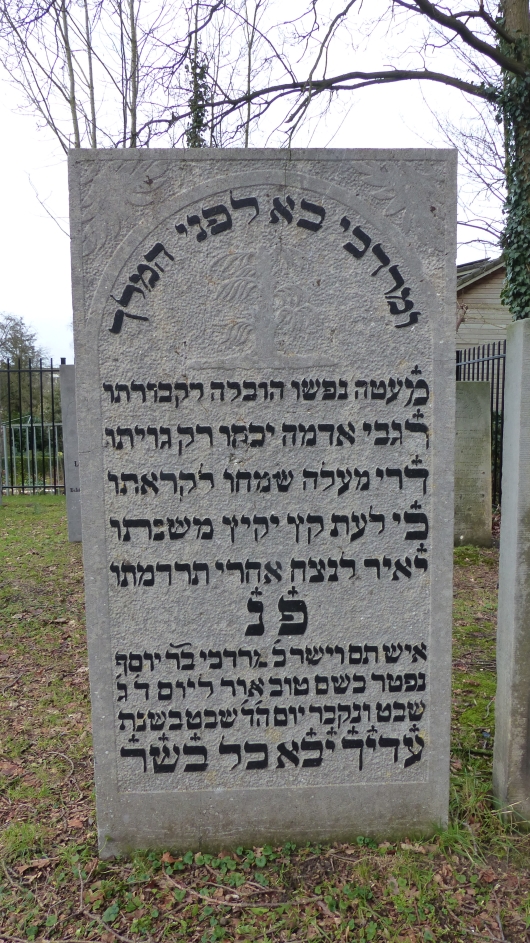 ומרדכי בא לפני המלך
מעטה נפשו הובלה לקבורתו
רגבי אדמה יכסו רק גויתו
דרי מעלה שמחו לקראתו
כי לעת קץ יקיץ משנתו
לאיר לנצח אחרי תרדמתו
פ נ
איש תם וישר כ׳ מרדכי בר יוסף
נפטר בשם טוב אור ליום ד׳ ג׳
שבט ונקבר יום הד׳ שבט בשנת
עדיך יבא כל בשר